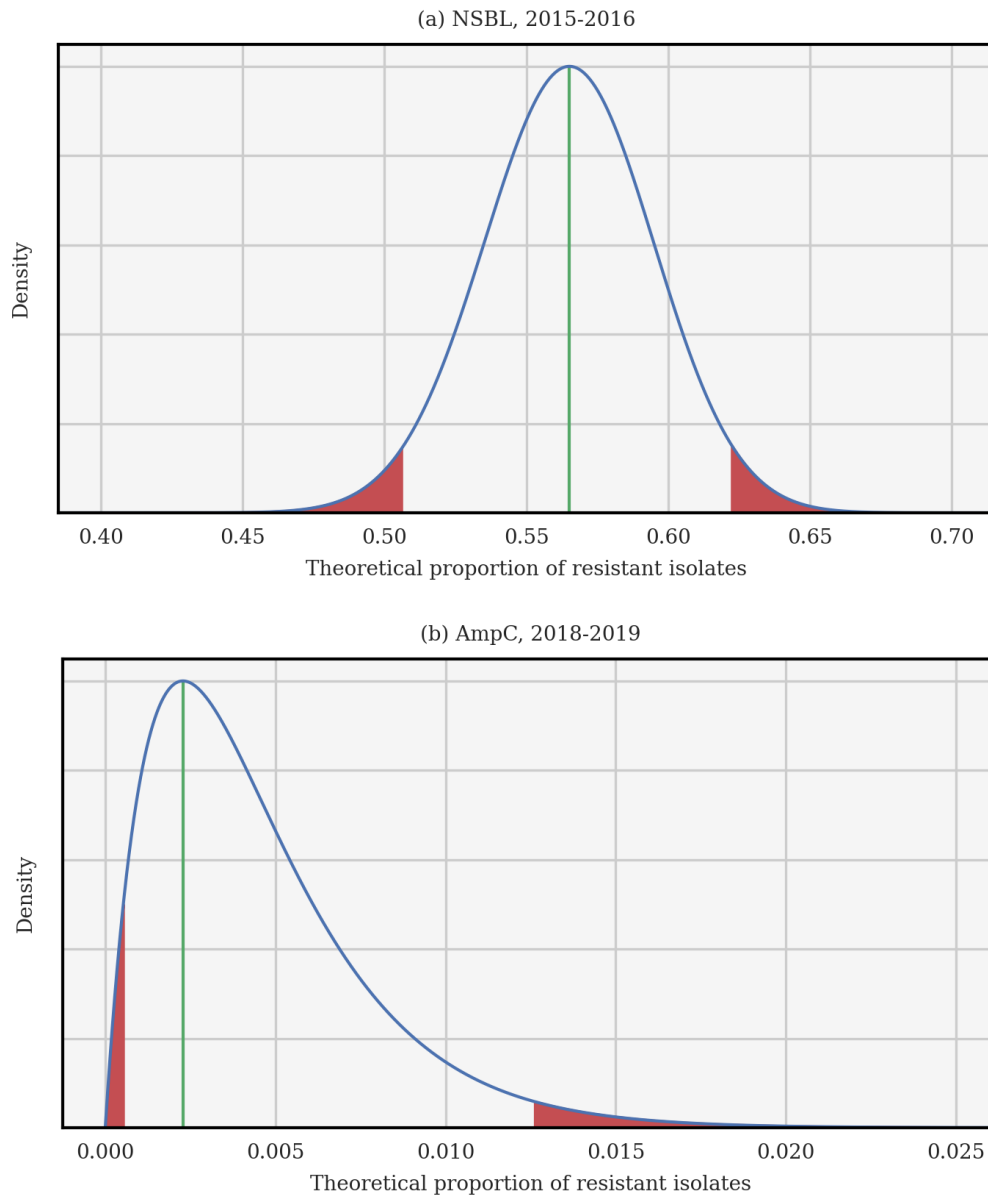 (a) NSBL, 2015-2016
Density
0.40 0.45 0.50 0.55 0.60 0.65 0.70
Theoretical proportion of resistant isolates
(b) AmpC, 2018-2019
Density
0.000 0.005 0.010 0.015 0.020 0.025
Theoretical proportion of resistant isolates